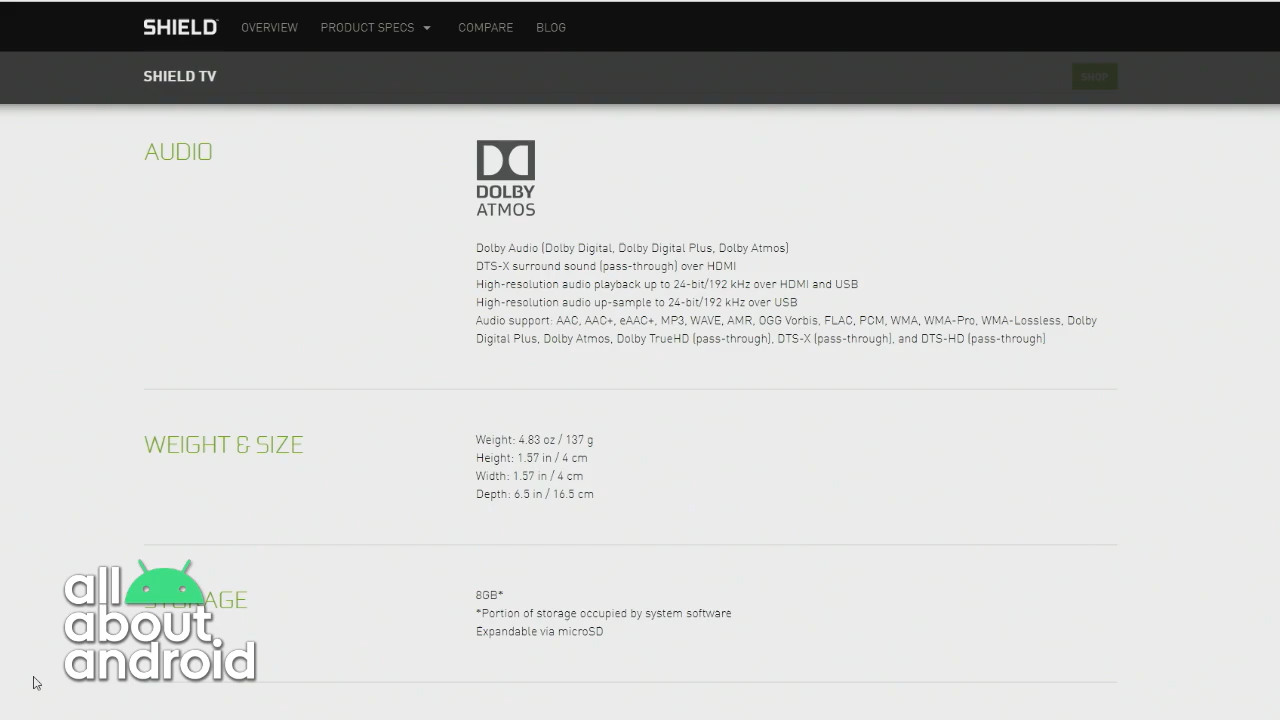 SHIELD OVERVIEW PRODUCT SPECS COMPARE BLOG
SHIELD TV SHOP
AUDIO
DOLBY
ATMOS
Dolby Audio (Dolby Digital, Dolby Digital Plus, Dolby Atmos)
DTS-X surround sound (pass-through) over HDMI
High-resolution audio playback up to 24-bit/192 kHz over HDMI and USB
High-resolution audio up-sample to 24-bit/192 kHz over USB
Audio support: AAC, AAC+, eAAC+, MP3, WAVE, AMR, OGG Vorbis, FLAC, PCM, WMA, WMA-Pro, WMA-Lossless, Dolby
Digital Plus, Dolby Atmos, Dolby TrueHD (pass-through), DTS-X (pass-through), and DTS-HD (pass-through)
WEIGHT & SIZE
Weight: 4.83 oz / 137 g
Height: 1.57 in / 4 cm
Width: 1.57 in / 4 cm
Depth: 6.5 in / 16.5 cm
STORAGE
8GB*
*Portion of storage occupied by system software
Expandable via microSD
all
about
android